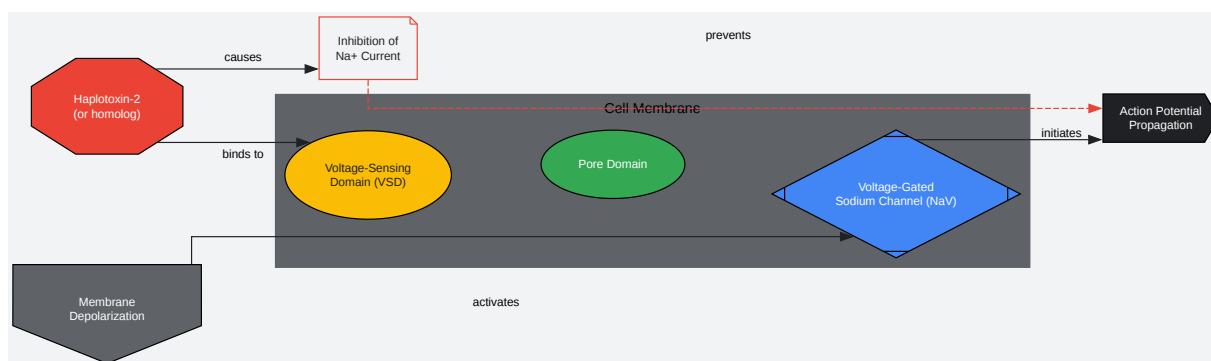 Inhibition of
Na+ Current
prevents
causes
Haplotoxin-2
(or homolog)
Cell Membrane
Action Potential
Propagation
initiates
binds to
Voltage-Sensing
Domain (VSD)
Pore Domain
Voltage-Gated
Sodium Channel (NaV)
Membrane
Depolarization
activates